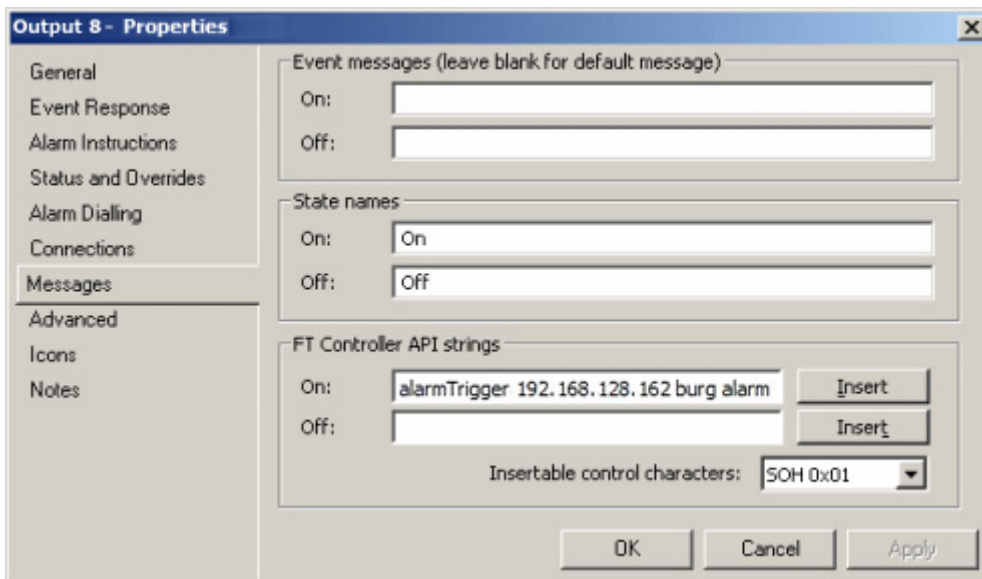 Output 8 - Properties
General
Event Response
Alarm Instructions
Status and Overrides
Alarm Dialling
Connections
Messages
Advanced
Icons
Notes
Event messages (leave blank for default message)
On:
Off:
State names
On: On
Off: Off
FT Controller API strings
On: alarmTrigger 192.168.128.162 burg alarm Insert
Off: Insert
Insertable control characters: SOH 0x01
OK Cancel Apply